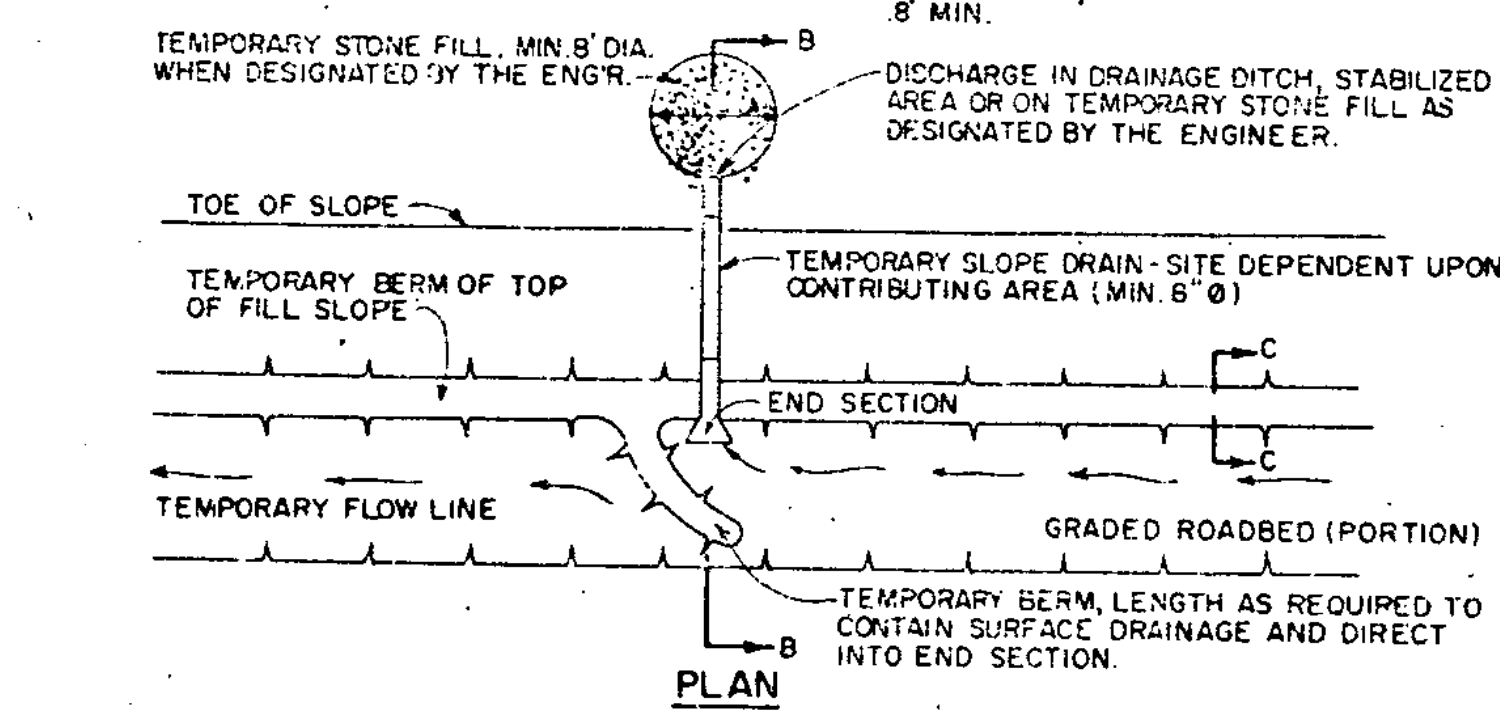 .8' MIN.
TEMPORARY STONE FILL, MIN. 8' DIA.
WHEN DESIGNATED BY THE ENG'R.
B
DISCHARGE IN DRAINAGE DITCH, STABILIZED
AREA OR ON TEMPORARY STONE FILL AS
DESIGNATED BY THE ENGINEER.
TOE OF SLOPE
TEMPORARY SLOPE DRAIN - SITE DEPENDENT UPON
CONTRIBUTING AREA (MIN. 8"Ø)
TEMPORARY BERM OF TOP
OF FILL SLOPE
C
END SECTION
C
TEMPORARY FLOW LINE
GRADED ROADBED (PORTION)
TEMPORARY BERM, LENGTH AS REQUIRED TO
CONTAIN SURFACE DRAINAGE AND DIRECT
INTO END SECTION.
B
PLAN